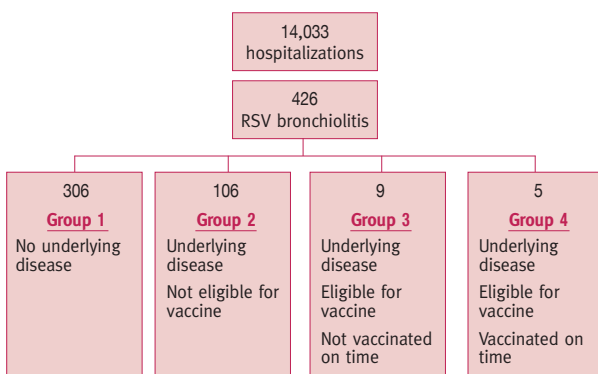 14,033
hospitalizations
426
RSV bronchiolitis
306
Group 1
No underlying
disease
106
Group 2
Underlying
disease
Not eligible for
vaccine
9
Group 3
Underlying
disease
Eligible for
vaccine
Not vaccinated
on time
5
Group 4
Underlying
disease
Eligible for
vaccine
Vaccinated on
time